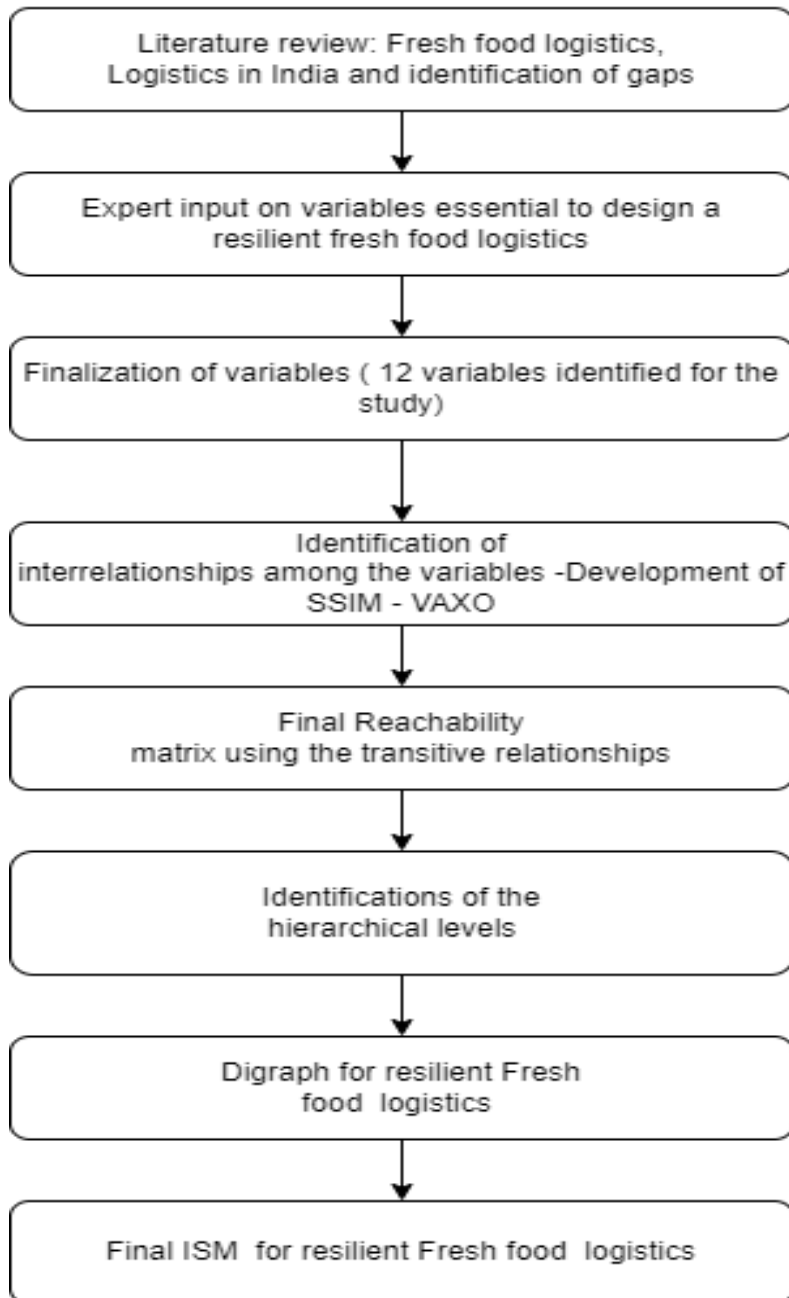 Literature review: Fresh food logistics,
Logistics in India and identification of gaps
Expert input on variables essential to design a
resilient fresh food logistics
Finalization of variables ( 12 variables identified for the
study)
Identification of
interrelationships among the variables -Development of
SSIM - VAXO
Final Reachability
matrix using the transitive relationships
Identifications of the
hierarchical levels
Digraph for resilient Fresh
food logistics
Final ISM for resilient Fresh food logistics